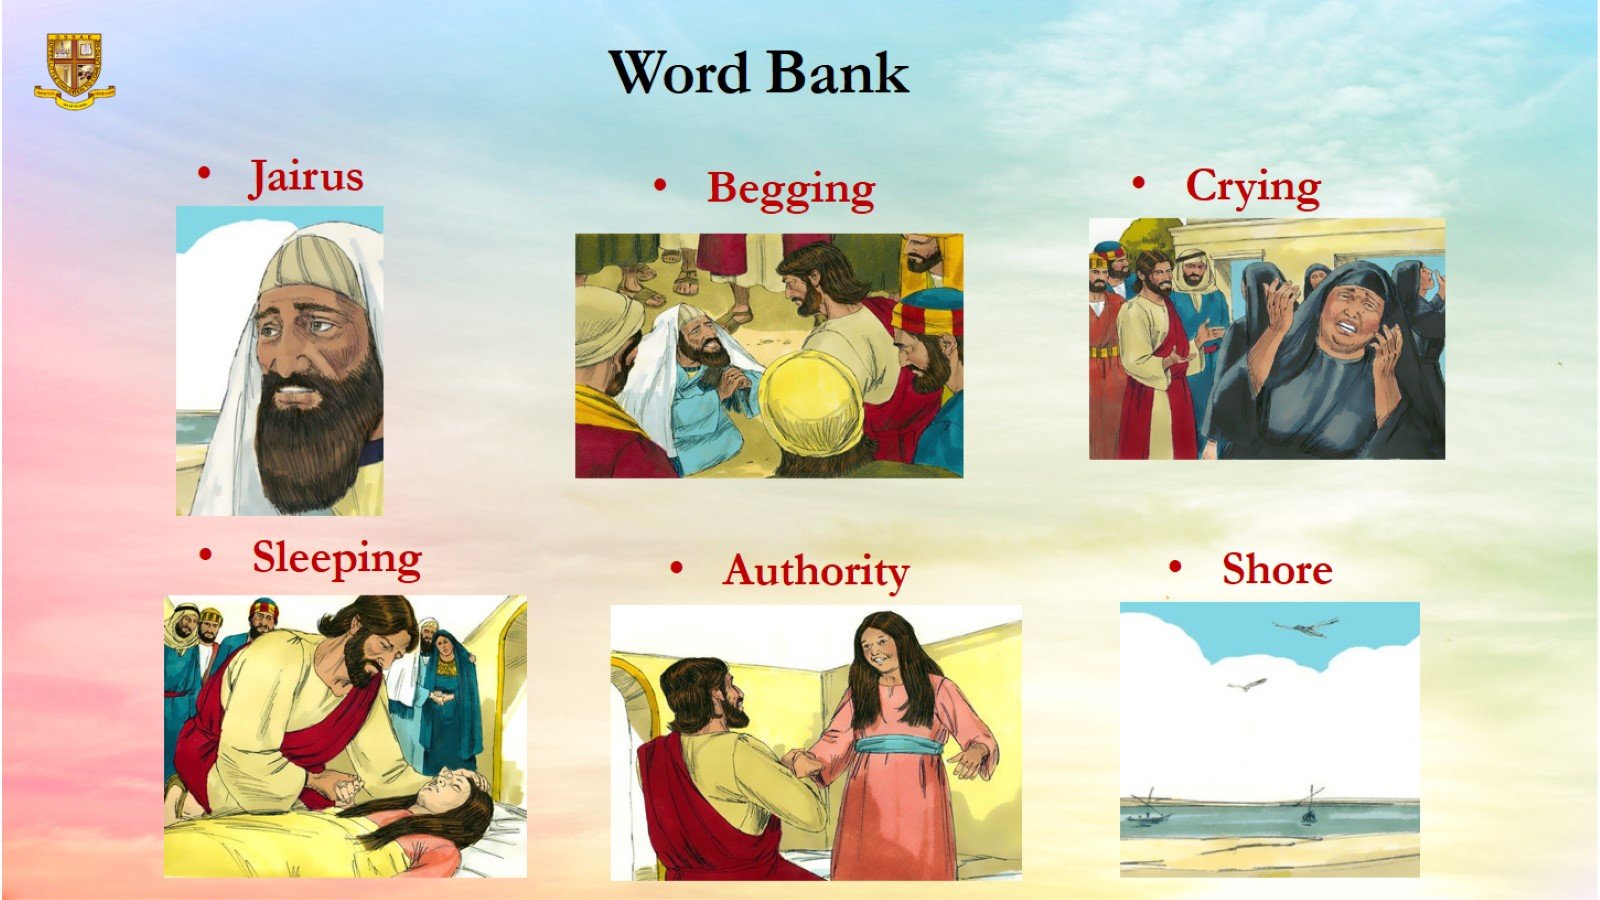 Word Bank
• Jairus
• Begging
• Crying
• Sleeping
• Authority
• Shore